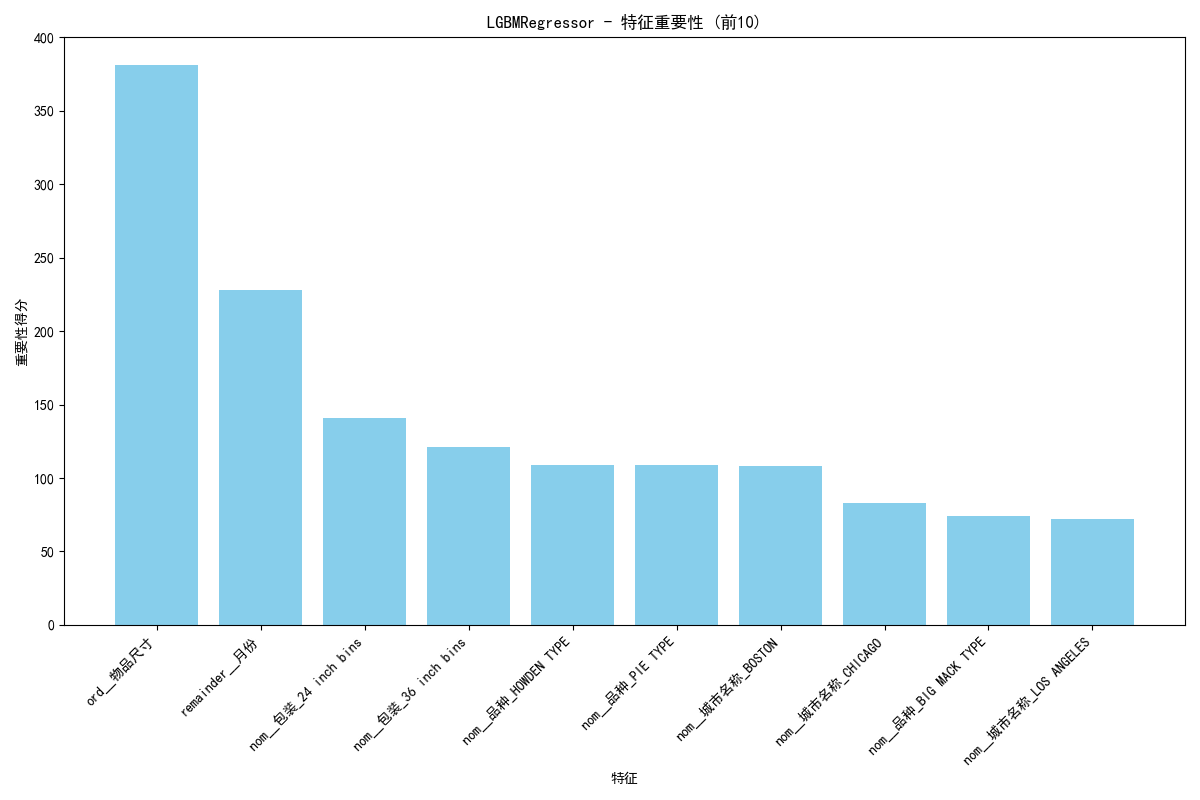 LGBMRegressor - 特征重要性 (前10)
400
350
300
250
200
150
100
50
0
重要性得分
ord__物品尺寸
remainder__月份
nom__包装_24 inch bins
nom__包装_36 inch bins
nom__品种_HOWDEN TYPE
nom__品种_PIE TYPE
nom__城市名称_BOSTON
nom__城市名称_CHICAGO
nom__品种_BIG MACK TYPE
nom__城市名称_LOS ANGELES
特征